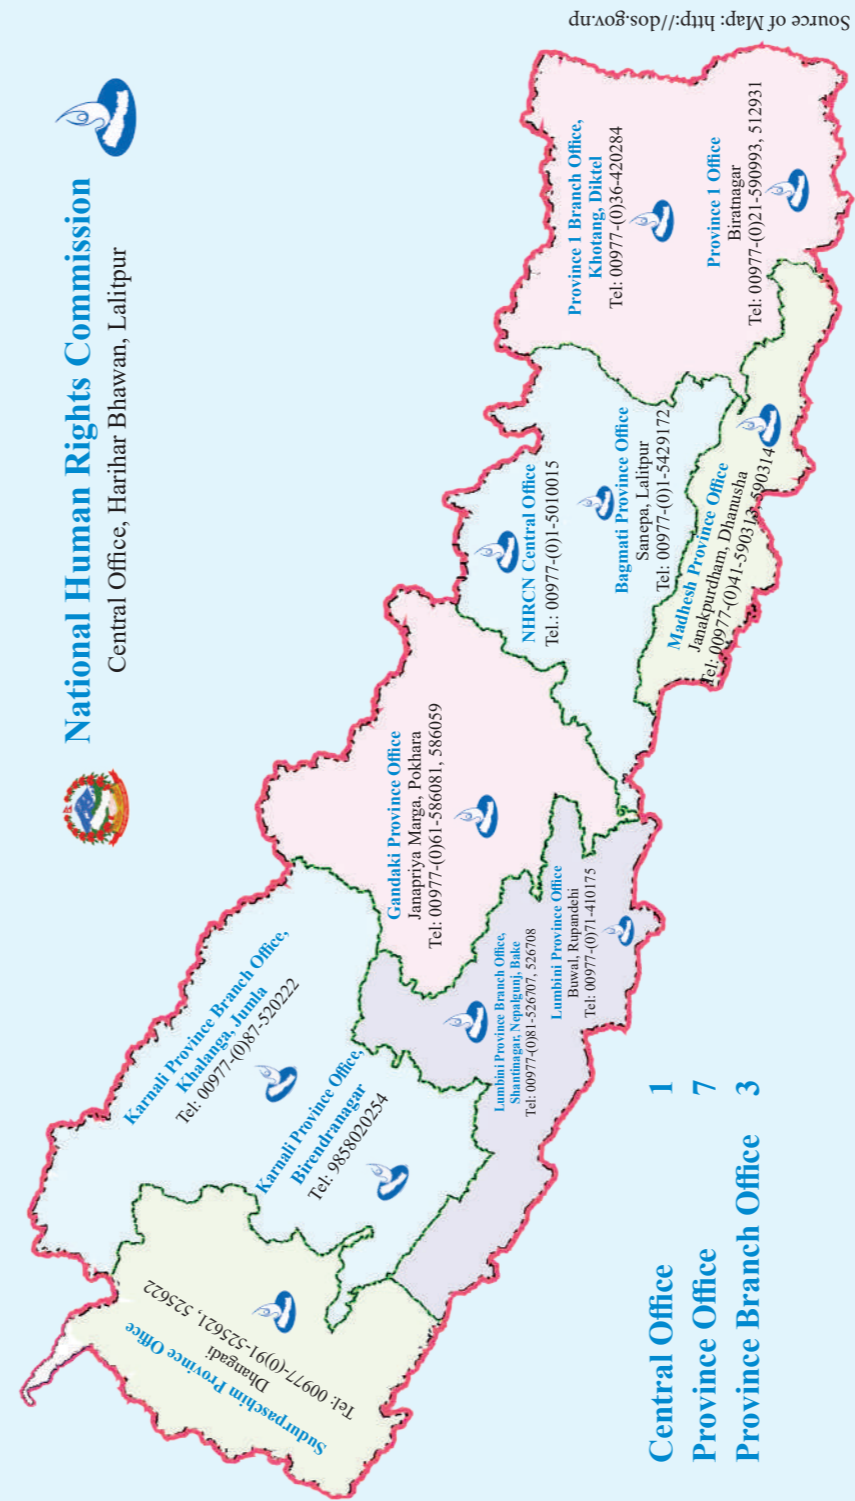 National Human Rights Commission
Central Office, Harihar Bhawan, Lalitpur
Sudurpaschim Province Office
Dhangadi
Tel: 00977-(0)91-525621, 525622
Karnali Province Branch Office,
Khalanga, Jumla
Tel: 00977-(0)87-520222
Karnali Province Office,
Birendranagar
Tel: 9858020254
Gandaki Province Office
Janapriya Marga, Pokhara
Tel: 00977-(0)61-586081, 586059
Lumbini Province Branch Office,
Shantinagar, Nepalgunj, Bake
Tel: 00977-(0)81-526707, 526708
Lumbini Province Office
Buwal, Rupandehi
Tel: 00977-(0)71-410175
NHRCN Central Office
Tel.: 00977-(0)1-5010015
Bagmati Province Office
Sanepa, Lalitpur
Tel: 00977-(0)1-5429172
Madhesh Province Office
Janakpurdham, Dhanusha
Tel: 00977-(0)41-590313, 590314
Province 1 Branch Office,
Khotang, Diktel
Tel: 00977-(0)36-420284
Province 1 Office
Biratnagar
Tel: 00977-(0)21-590993, 512931
Central Office 1
Province Office 7
Province Branch Office 3
Source of Map: http://dos.gov.np